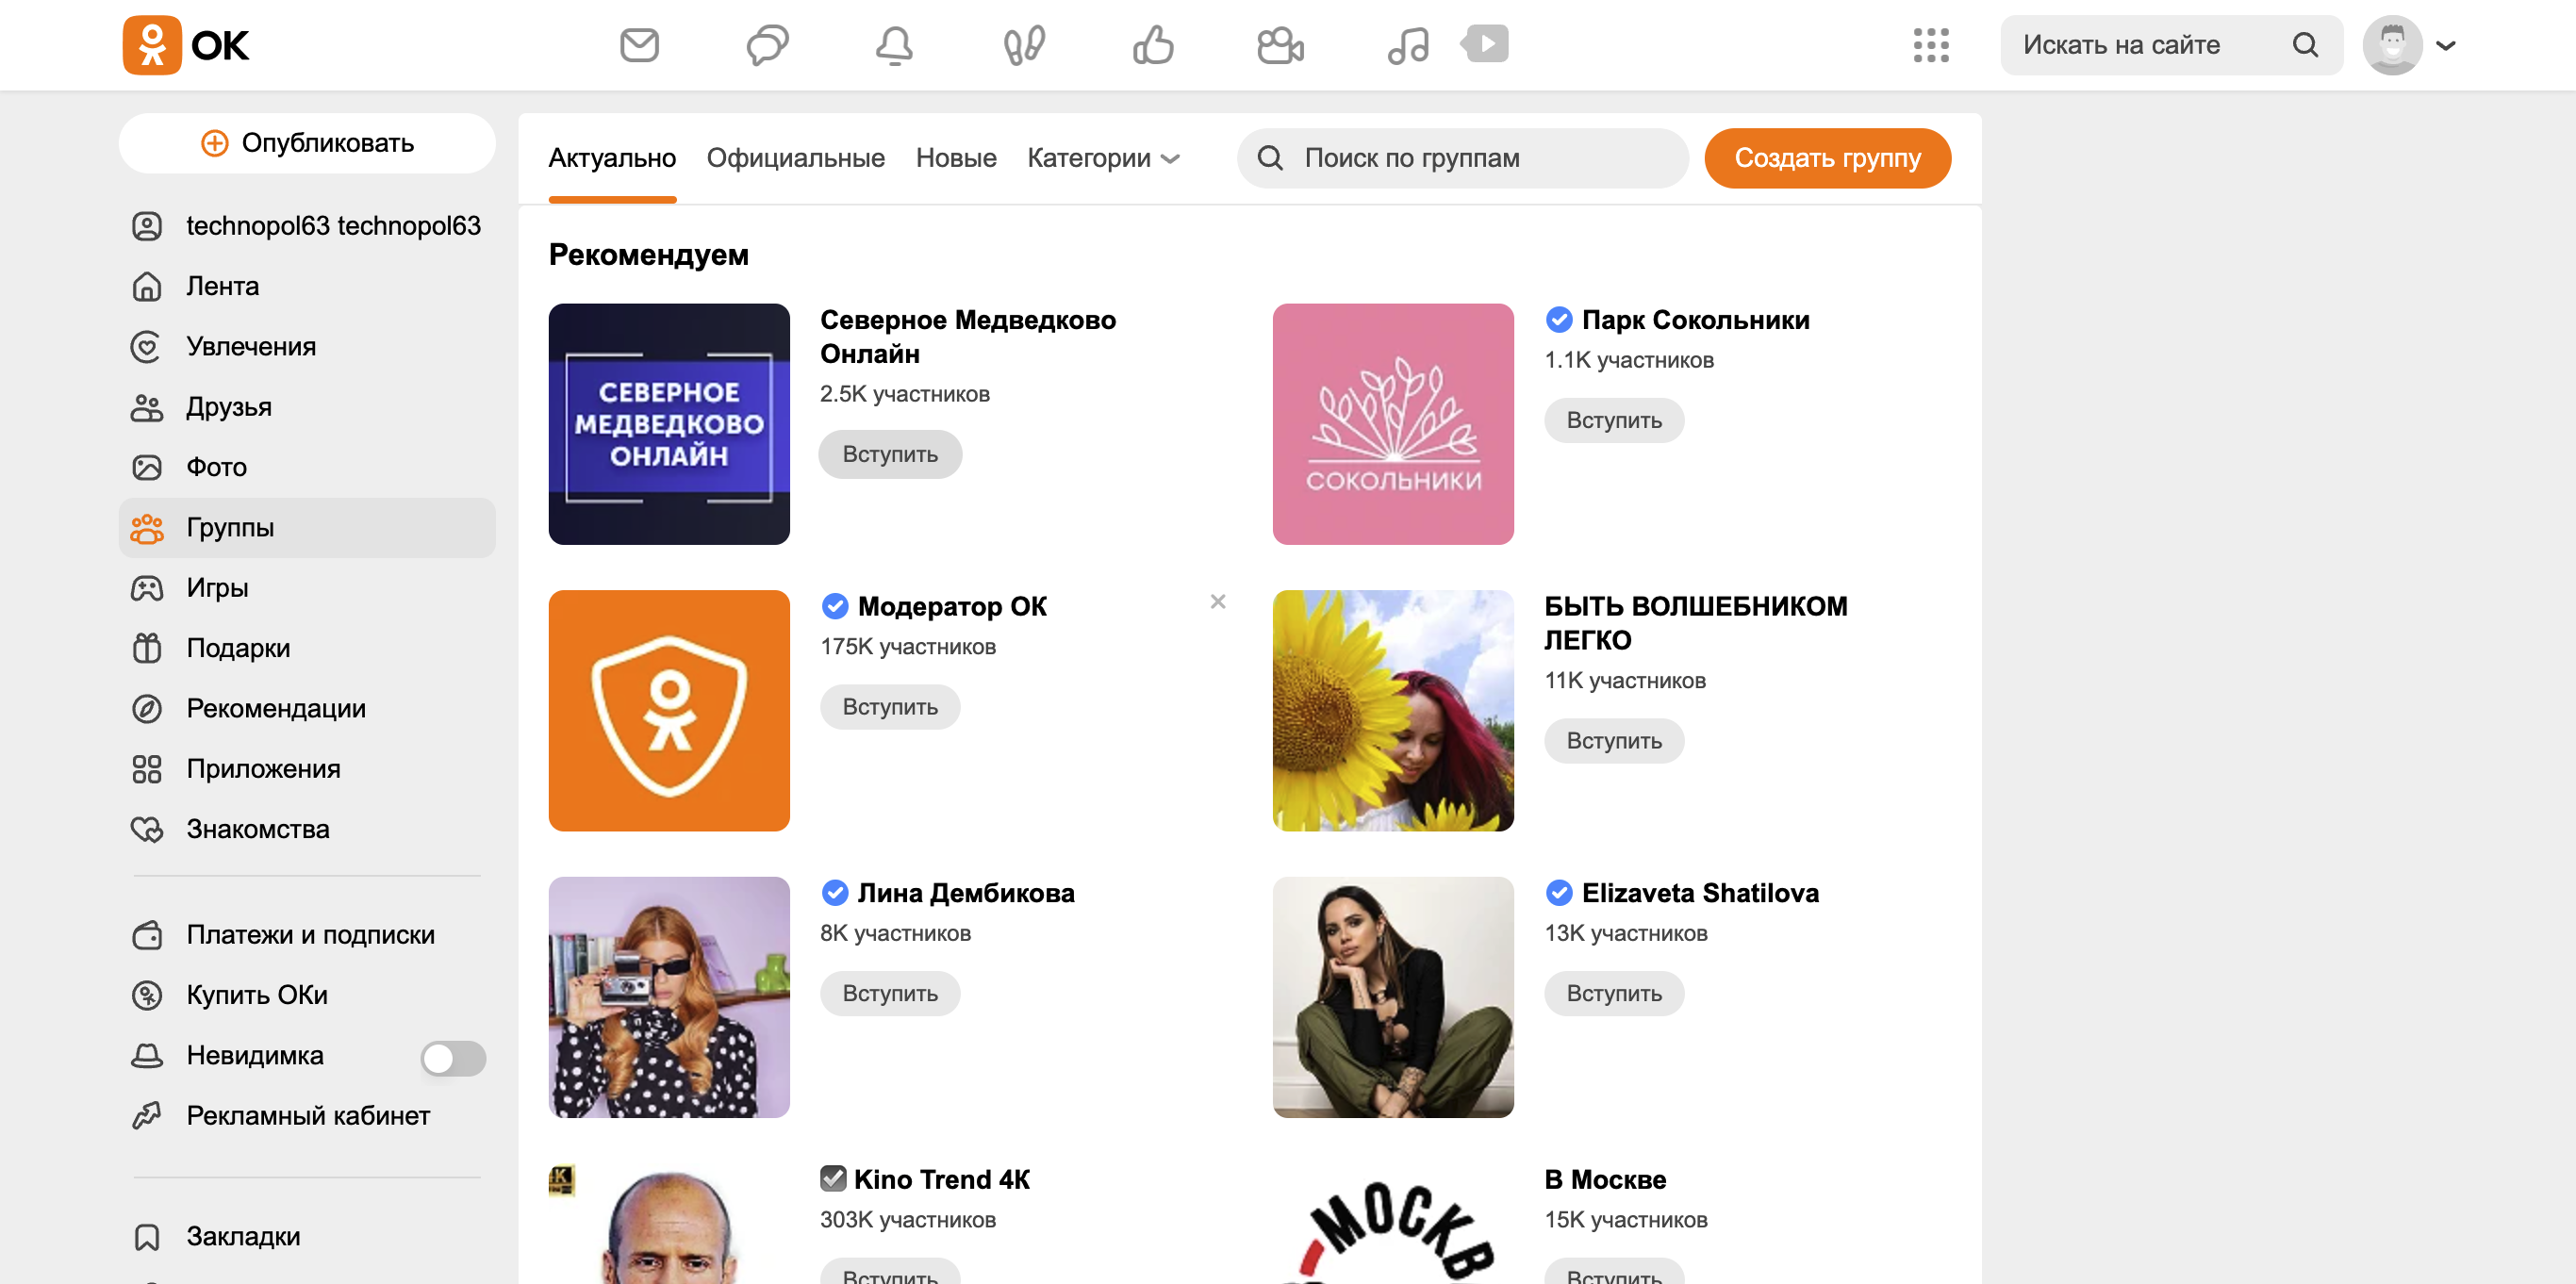 ОК
Искать на сайте
Опубликовать
technopol63 technopol63
Лента
Увлечения
Друзья
Фото
Группы
Игры
Подарки
Рекомендации
Приложения
Знакомства
Платежи и подписки
Купить ОКи
Невидимка
Рекламный кабинет
Закладки
Актуально
Официальные
Новые
Категории
Поиск по группам
Создать группу
Рекомендуем
СЕВЕРНОЕ
МЕДВЕДКОВО
ОНЛАЙН
Северное Медведково
Онлайн
2.5K участников
Вступить
СОКОЛЬНИКИ
Парк Сокольники
1.1K участников
Вступить
Модератор ОК
175K участников
Вступить
БЫТЬ ВОЛШЕБНИКОМ
ЛЕГКО
11K участников
Вступить
Лина Дембикова
8K участников
Вступить
Elizaveta Shatilova
13K участников
Вступить
Kino Trend 4K
303K участников
Вступить
МОСКВ
В Москве
15K участников
Вступить